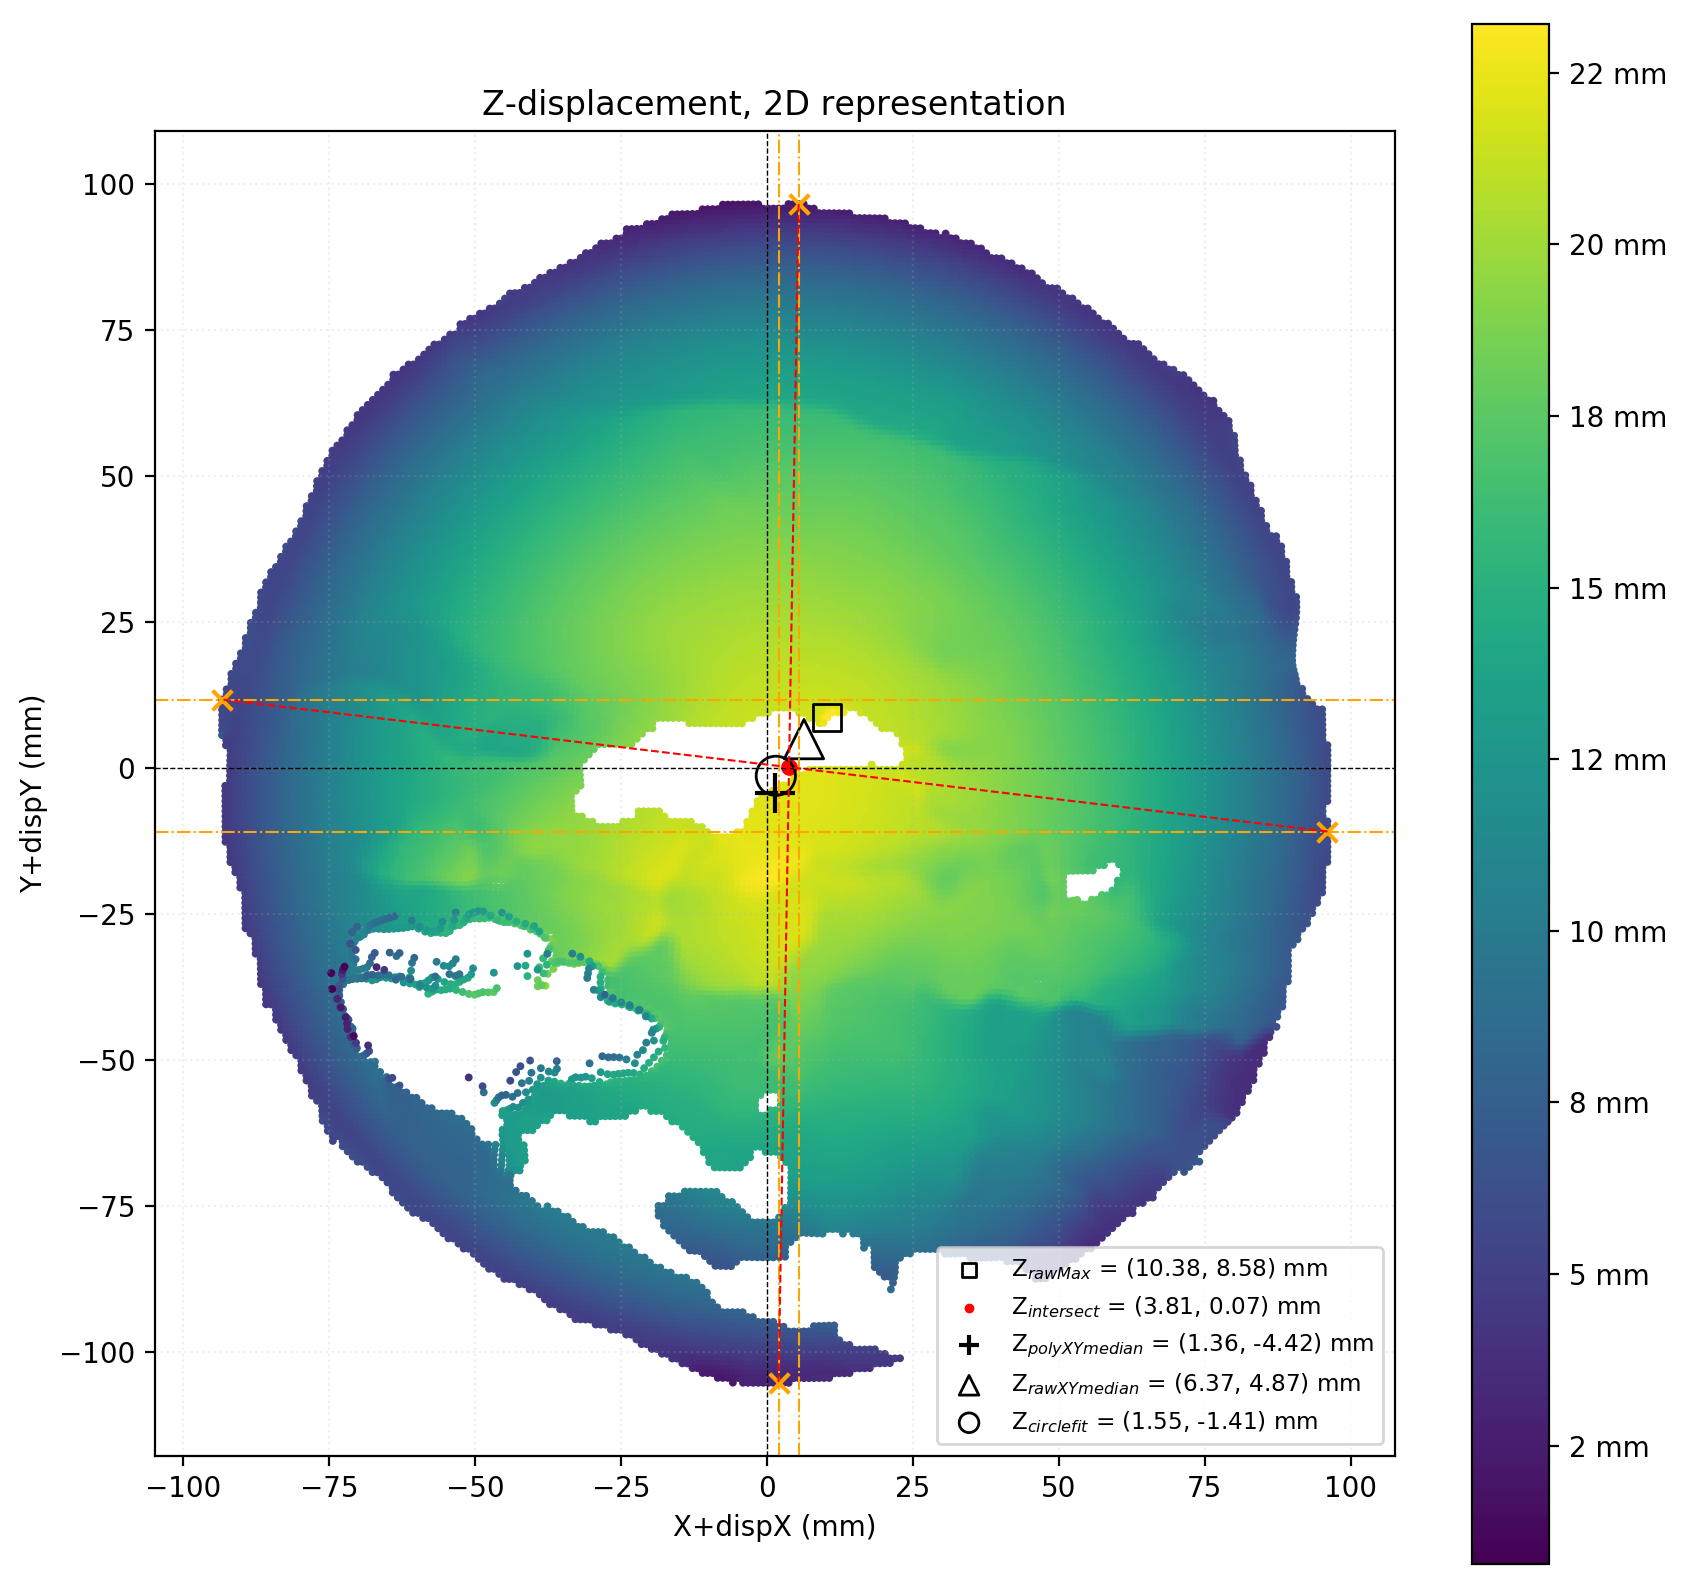 Z-displacement, 2D representation
100
75
50
25
0
−25
−50
−75
−100
Y+dispY (mm)
−100 −75 −50 −25 0 25 50 75 100
X+dispX (mm)
Z_rawMax = (10.38, 8.58) mm
Z_intersect = (3.81, 0.07) mm
Z_polyXYmedian = (1.36, -4.42) mm
Z_rawXYmedian = (6.37, 4.87) mm
Z_circlefit = (1.55, -1.41) mm
22 mm
20 mm
18 mm
15 mm
12 mm
10 mm
8 mm
5 mm
2 mm